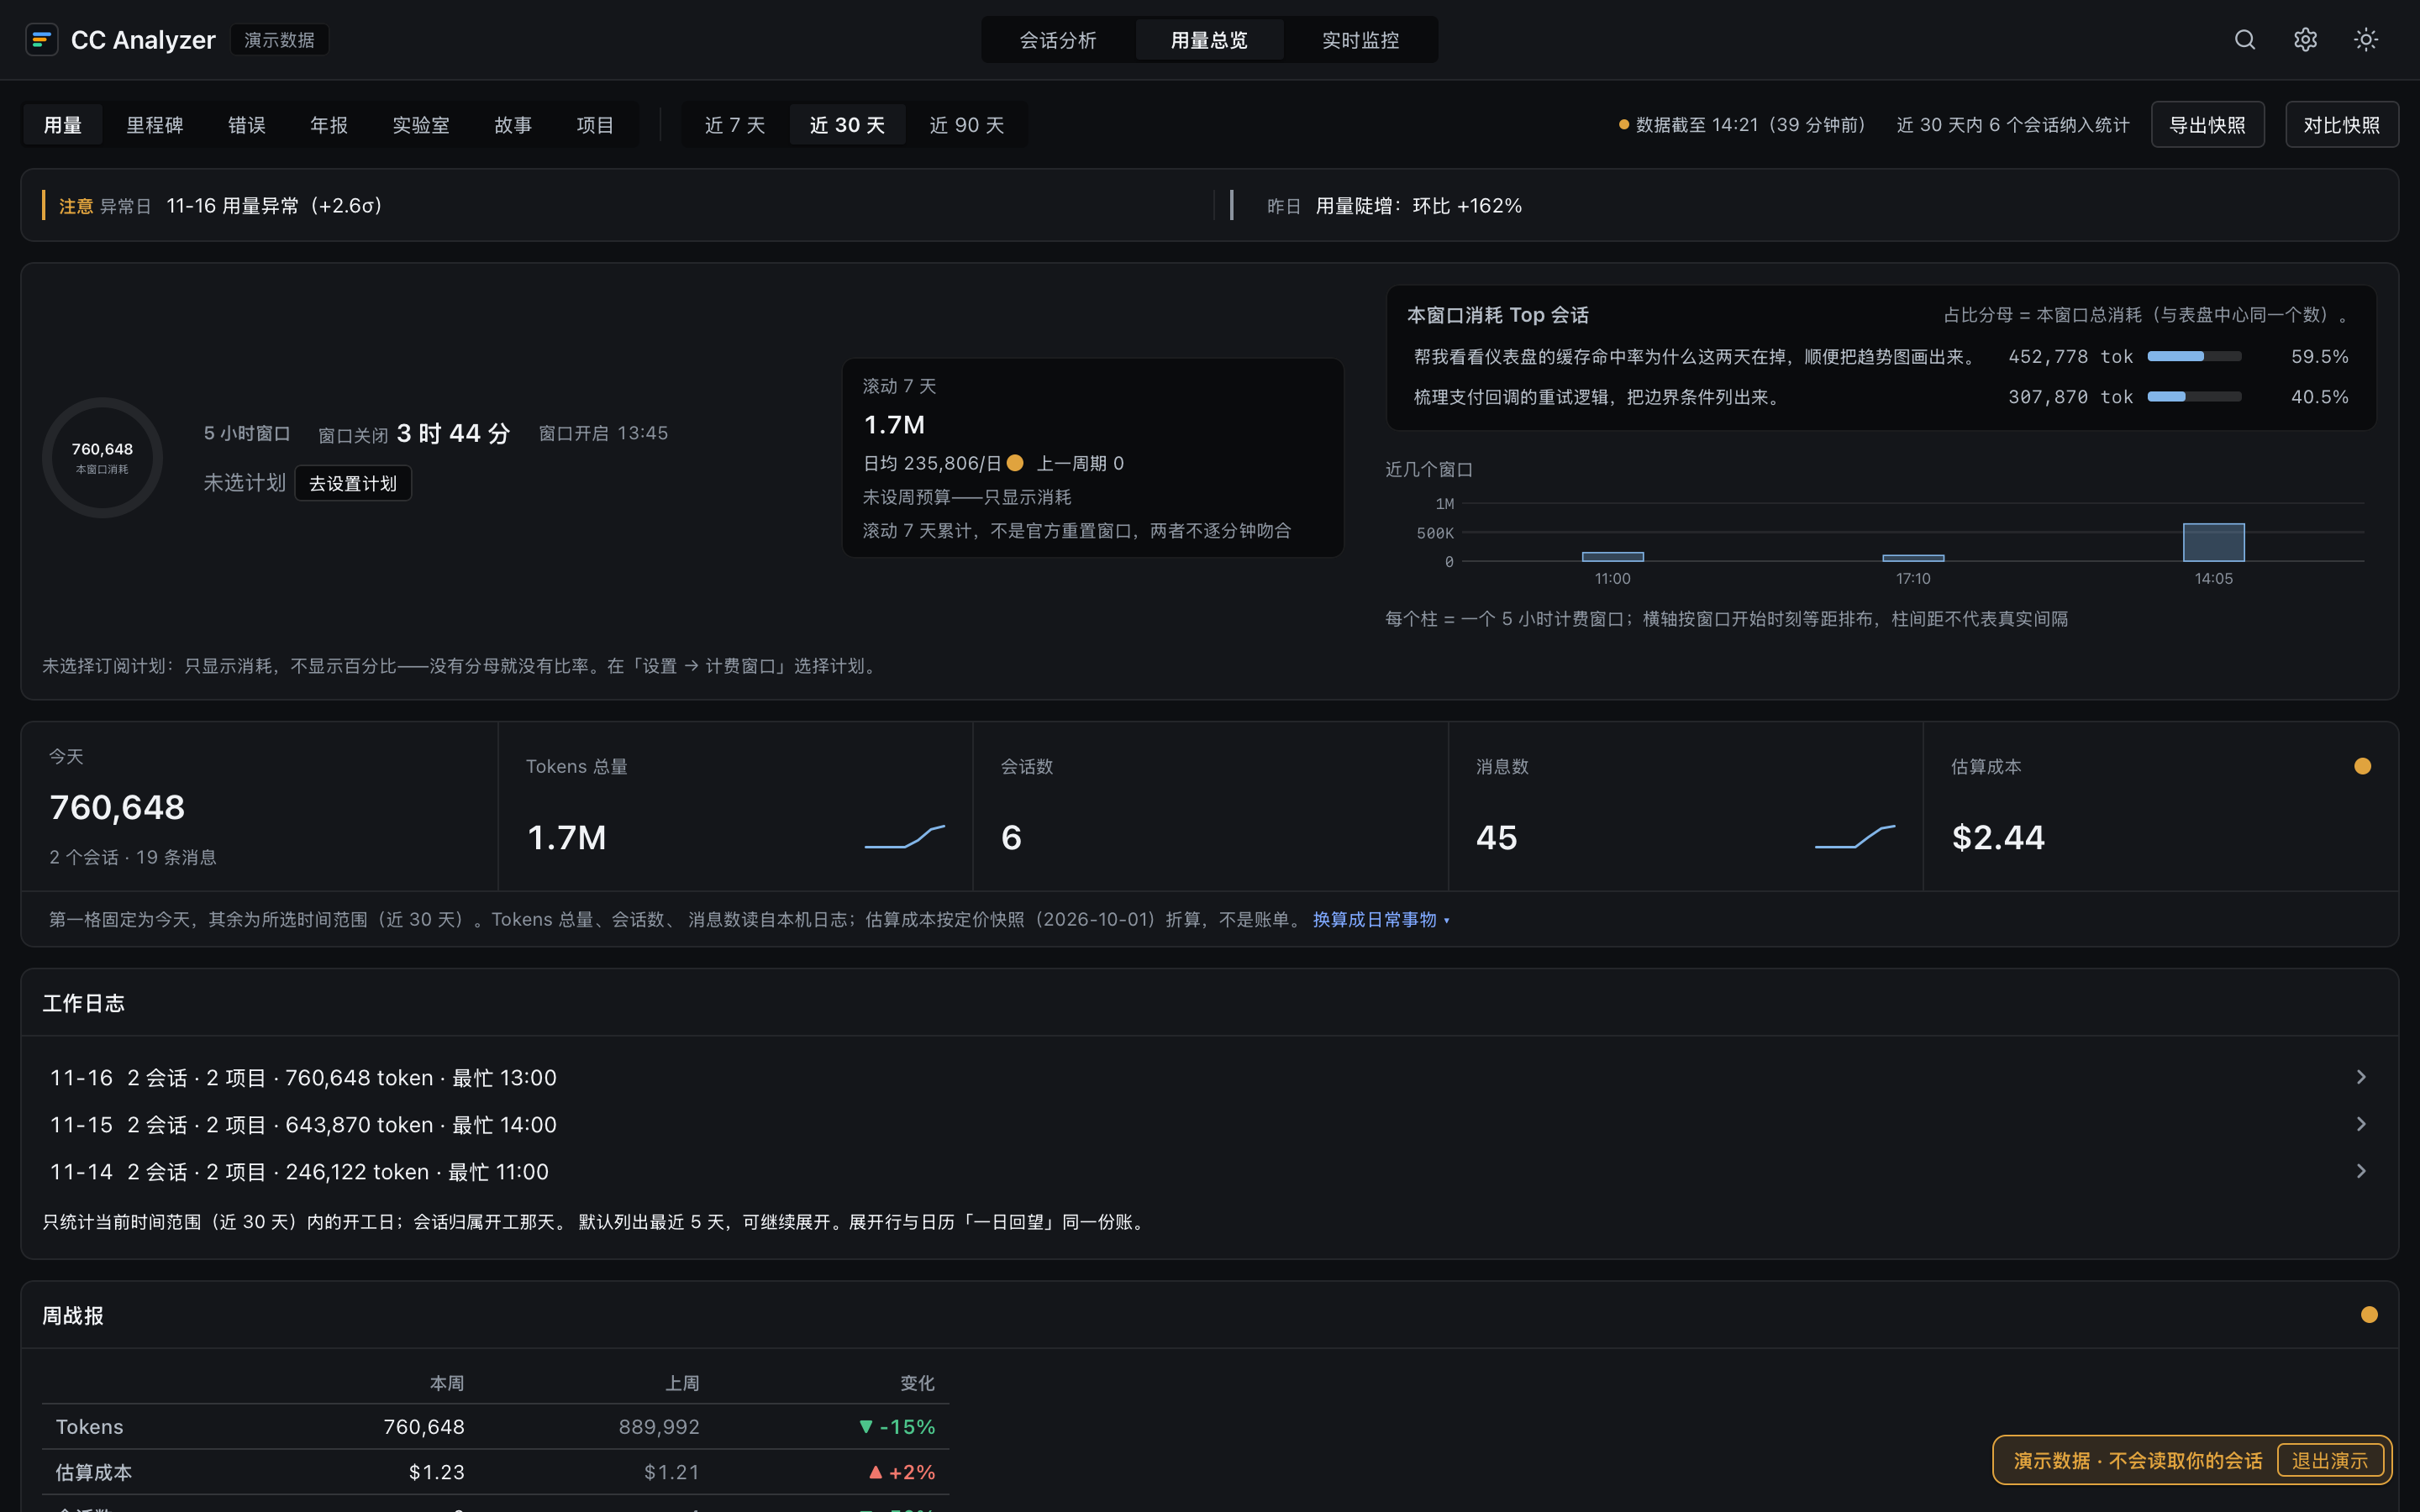 CC Analyzer 演示数据 会话分析 用量总览 实时监控
用量 里程碑 错误 年报 实验室 故事 项目 近 7 天 近 30 天 近 90 天 数据截至 14:21（39 分钟前） 近 30 天内 6 个会话纳入统计 导出快照 对比快照
注意 异常日 11-16 用量异常（+2.6σ） 昨日 用量陡增：环比 +162%
760,648
本窗口消耗
5 小时窗口 窗口关闭 3 时 44 分 窗口开启 13:45
未选计划 去设置计划
滚动 7 天
1.7M
日均 235,806/日 上一周期 0
未设周预算——只显示消耗
滚动 7 天累计，不是官方重置窗口，两者不逐分钟吻合
本窗口消耗 Top 会话 占比分母 = 本窗口总消耗（与表盘中心同一个数）。
帮我看看仪表盘的缓存命中率为什么这两天在掉，顺便把趋势图画出来。 452,778 tok 59.5%
梳理支付回调的重试逻辑，把边界条件列出来。 307,870 tok 40.5%
近几个窗口
1M
500K
0
11:00 17:10 14:05
每个柱 = 一个 5 小时计费窗口；横轴按窗口开始时刻等距排布，柱间距不代表真实间隔
未选择订阅计划：只显示消耗，不显示百分比——没有分母就没有比率。在「设置 → 计费窗口」选择计划。
今天
760,648
2 个会话 · 19 条消息
Tokens 总量
1.7M
会话数
6
消息数
45
估算成本
$2.44
第一格固定为今天，其余为所选时间范围（近 30 天）。Tokens 总量、会话数、 消息数读自本机日志；估算成本按定价快照（2026-10-01）折算，不是账单。 换算成日常事物 ▾
工作日志
11-16 2 会话 · 2 项目 · 760,648 token · 最忙 13:00
11-15 2 会话 · 2 项目 · 643,870 token · 最忙 14:00
11-14 2 会话 · 2 项目 · 246,122 token · 最忙 11:00
只统计当前时间范围（近 30 天）内的开工日；会话归属开工那天。 默认列出最近 5 天，可继续展开。展开行与日历「一日回望」同一份账。
周战报
本周 上周 变化
Tokens 760,648 889,992 ▼ -15%
估算成本 $1.23 $1.21 ▲ +2%
演示数据 · 不会读取你的会话 退出演示